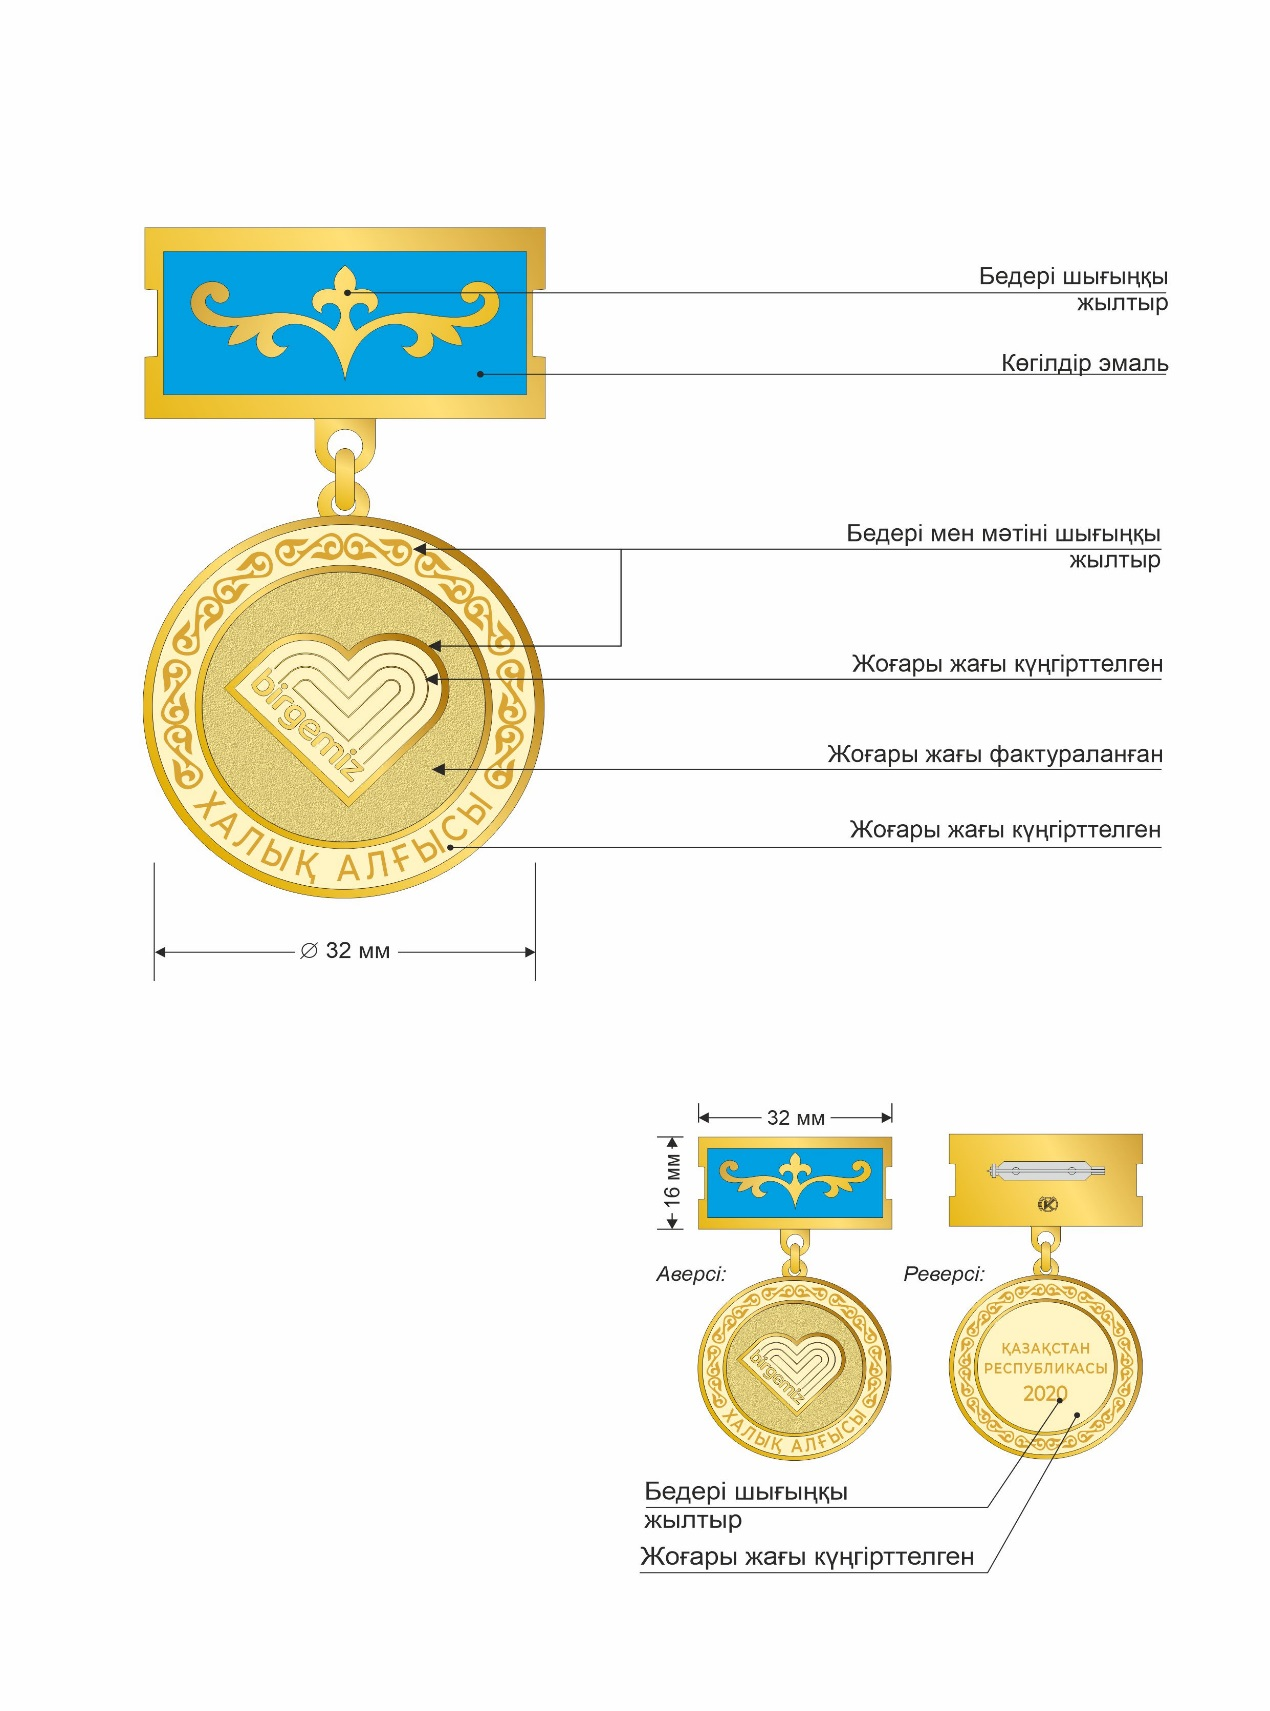 Бедері шығыңқы
жылтыр
Көгілдір эмаль
Бедері мен мәтіні шығыңқы
жылтыр
Жоғары жағы күңгірттелген
Жоғары жағы фактураланған
Жоғары жағы күңгірттелген
birgemiz
ХАЛЫҚ АЛҒЫСЫ
∅ 32 мм
32 мм
16 мм
Аверсі:
birgemiz
ХАЛЫҚ АЛҒЫСЫ
Реверсі:
K
ҚАЗАҚСТАН
РЕСПУБЛИКАСЫ
2020
Бедері шығыңқы
жылтыр
Жоғары жағы күңгірттелген